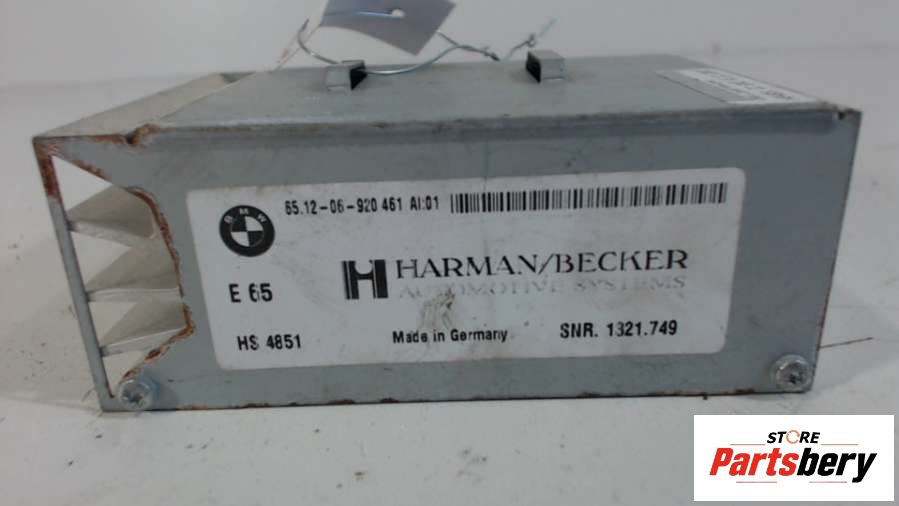 BMW
65.12-06-920 461 AI:01
HARMAN/BECKER
AUTOMOTIVE SYSTEMS
E 65
HS 4851
Made in Germany
SNR. 1321.749
STORE
Partsbery